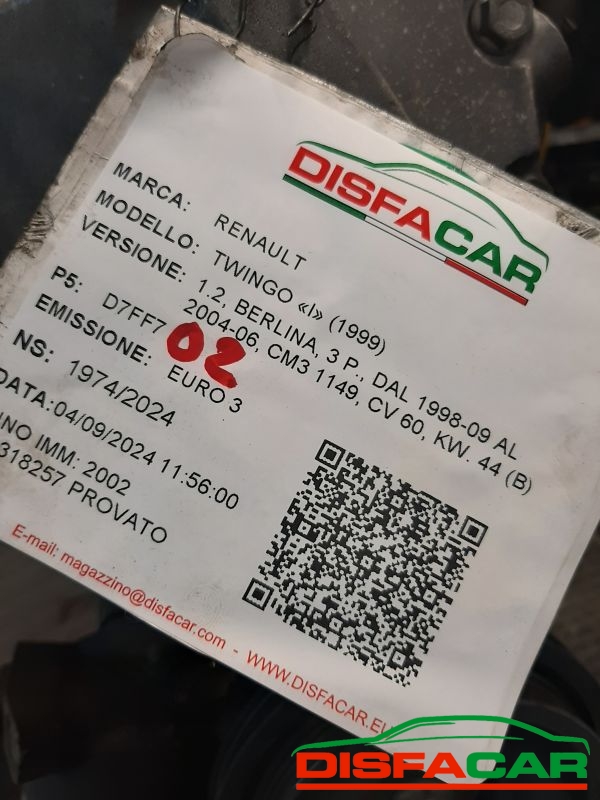 DISFACAR
MARCA: RENAULT
MODELLO: TWINGO «I» (1999)
VERSIONE: 1.2, BERLINA, 3 P., DAL 1998-09 AL
2004-06, CM3 1149, CV 60, KW. 44 (B)
P5: D7FF7 02
EMISSIONE: EURO 3
NS: 1974/2024
DATA:04/09/2024 11:56:00
NO IMM: 2002
318257 PROVATO
E-mail: magazzino@disfacar.com - WWW.DISFACAR.EU
DISFACAR